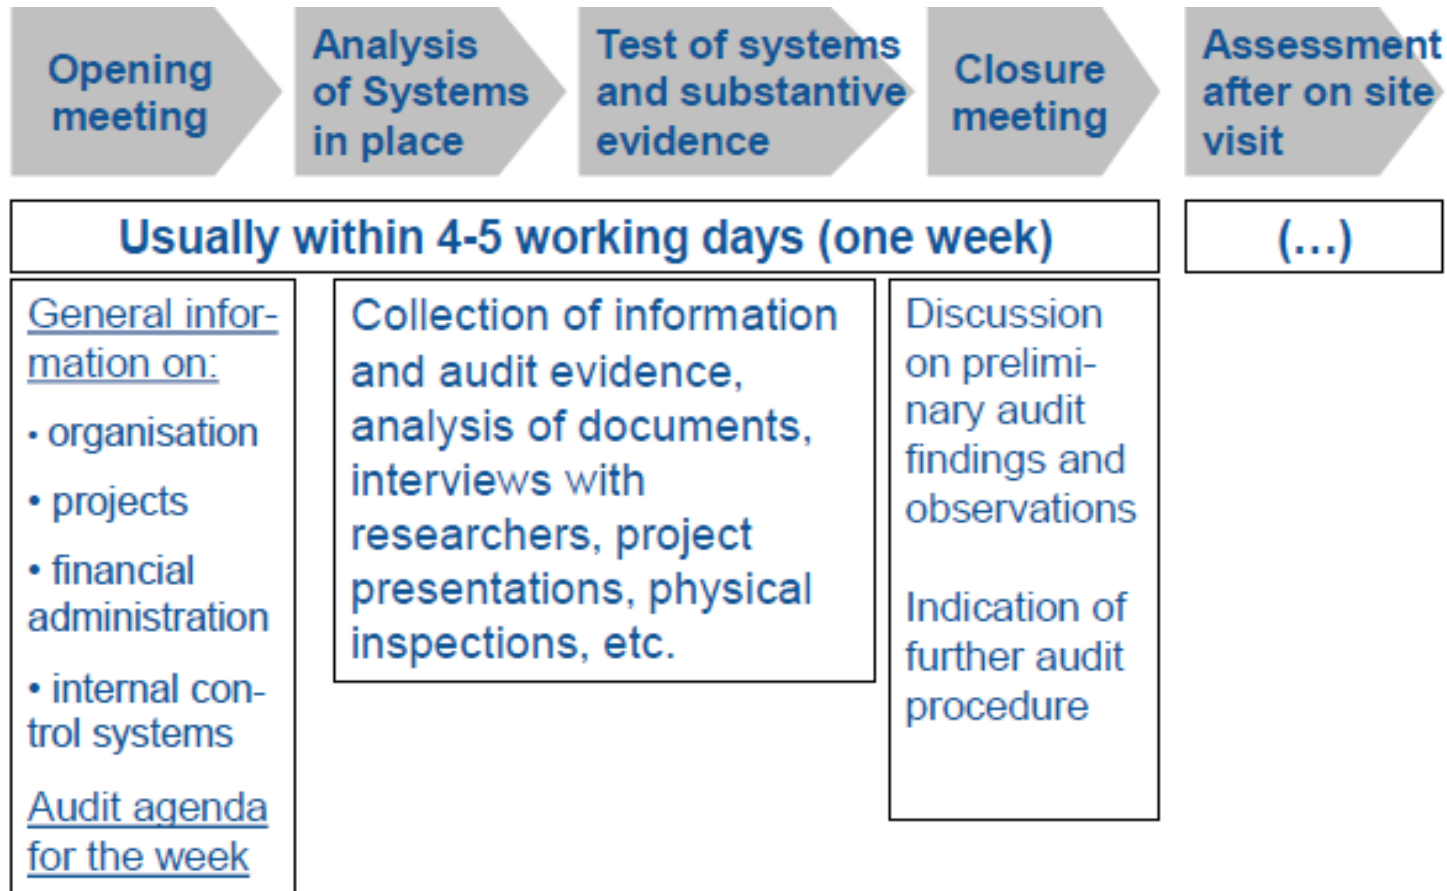 Opening
meeting
Analysis
of Systems
in place
Test of systems
and substantive
evidence
Closure
meeting
Assessment
after on site
visit
Usually within 4-5 working days (one week)
(...)
General infor-
mation on:
• organisation
• projects
• financial
administration
• internal con-
trol systems
Audit agenda
for the week
Collection of information
and audit evidence,
analysis of documents,
interviews with
researchers, project
presentations, physical
inspections, etc.
Discussion
on prelimi-
nary audit
findings and
observations
Indication of
further audit
procedure